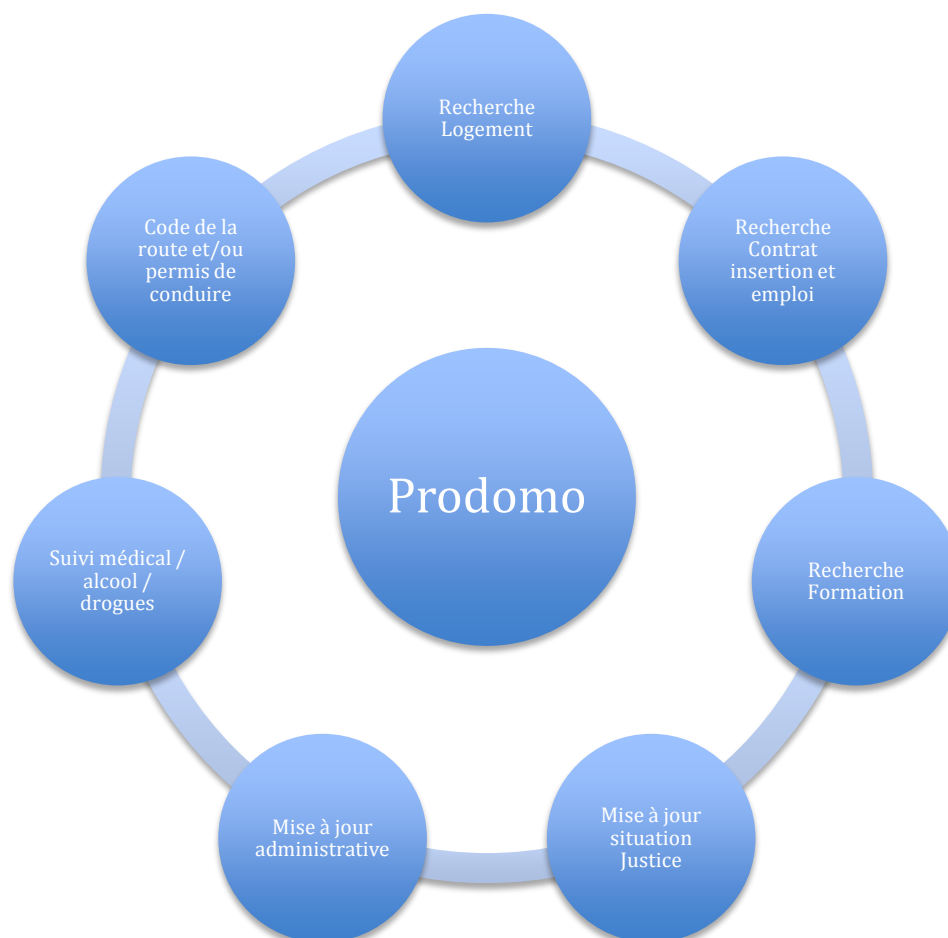 Recherche
Logement
Recherche
Contrat
insertion et
emploi
Recherche
Formation
Mise à jour
situation
Justice
Mise à jour
administrative
Suivi médical /
alcool /
drogues
Code de la
route et/ou
permis de
conduire
Prodomo